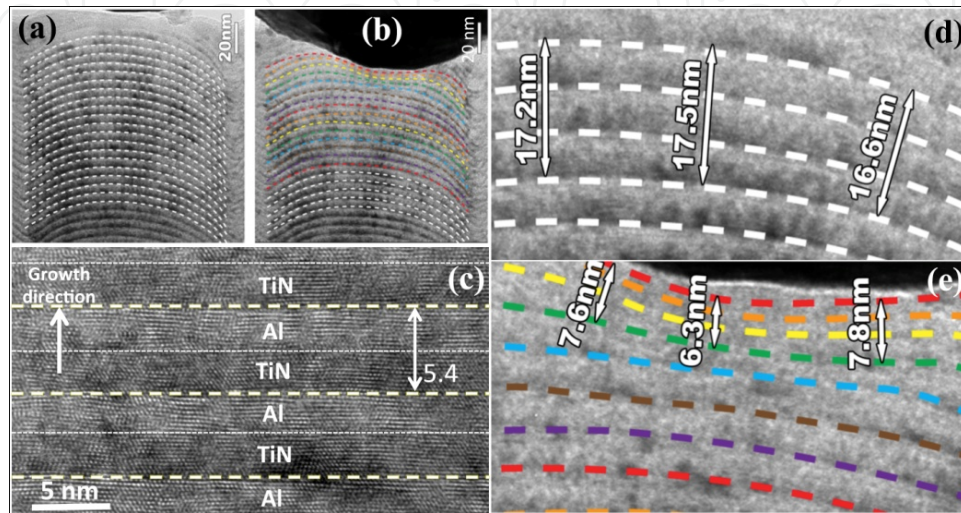 (a)
20nm
(b)
20 nm
(d)
17.2nm
17.5nm
16.6nm
Growth
direction
TiN
(c)
Al
TiN
5.4
Al
TiN
5 nm
Al
(e)
7.6nm
6.3nm
7.8nm